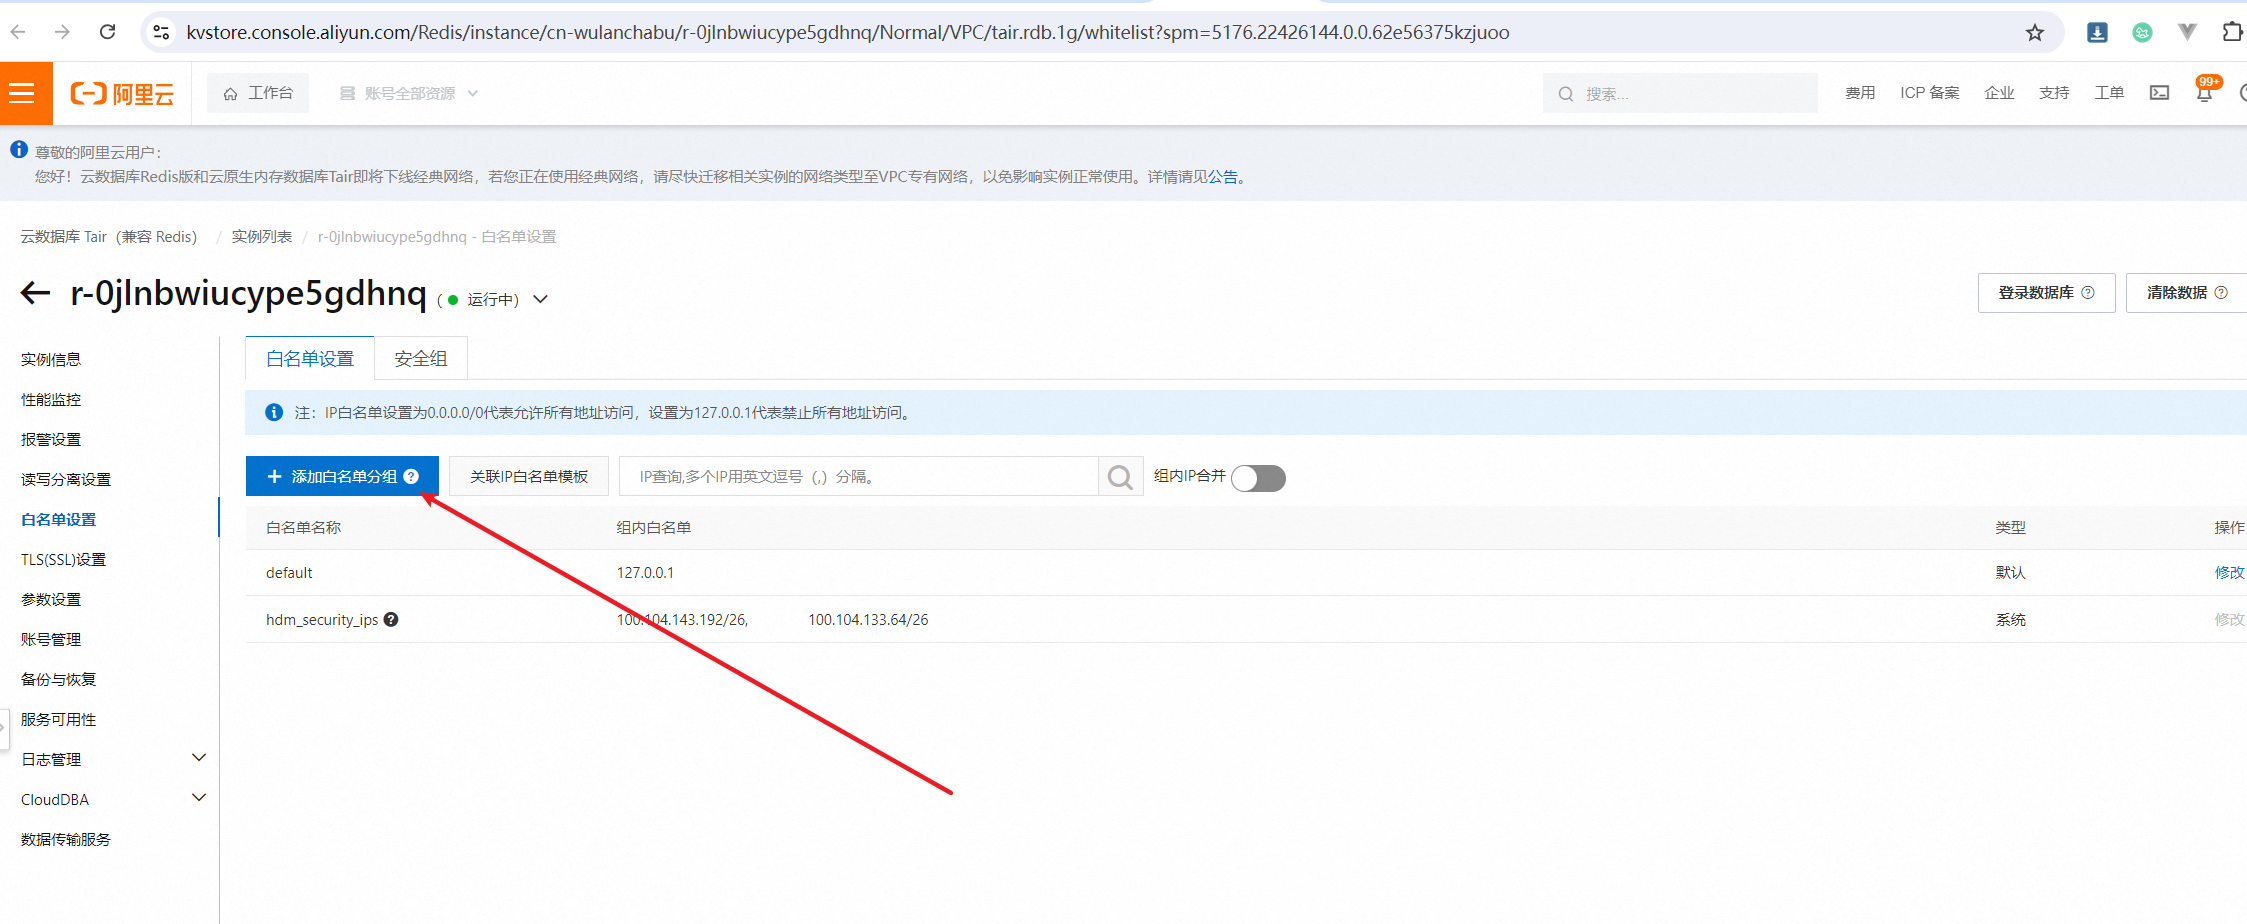 kvstore.console.aliyun.com/Redis/instance/cn-wulanchabu/r-0jlnbwiucype5gdhnq/Normal/VPC/tair.rdb.1g/whitelist?spm=5176.22426144.0.0.62e56375kzjuoo
阿里云 工作台 账号全部资源 搜索... 费用 ICP 备案 企业 支持 工单 99+
尊敬的阿里云用户：
您好！云数据库Redis版和云原生内存数据库Tair即将下线经典网络，若您正在使用经典网络，请尽快迁移相关实例的网络类型至VPC专有网络，以免影响实例正常使用。详情请见公告。
云数据库 Tair（兼容 Redis） / 实例列表 / r-0jlnbwiucype5gdhnq - 白名单设置
r-0jlnbwiucype5gdhnq (运行中) 登录数据库 清除数据
实例信息
性能监控
报警设置
读写分离设置
白名单设置
TLS(SSL)设置
参数设置
账号管理
备份与恢复
服务可用性
日志管理
CloudDBA
数据传输服务
白名单设置 安全组
注：IP白名单设置为0.0.0.0/0代表允许所有地址访问，设置为127.0.0.1代表禁止所有地址访问。
+ 添加白名单分组 关联IP白名单模板 IP查询,多个IP用英文逗号（,）分隔。 组内IP合并
白名单名称 组内白名单 类型 操作
default 127.0.0.1 默认 修改
hdm_security_ips 100.104.143.192/26, 100.104.133.64/26 系统 修改